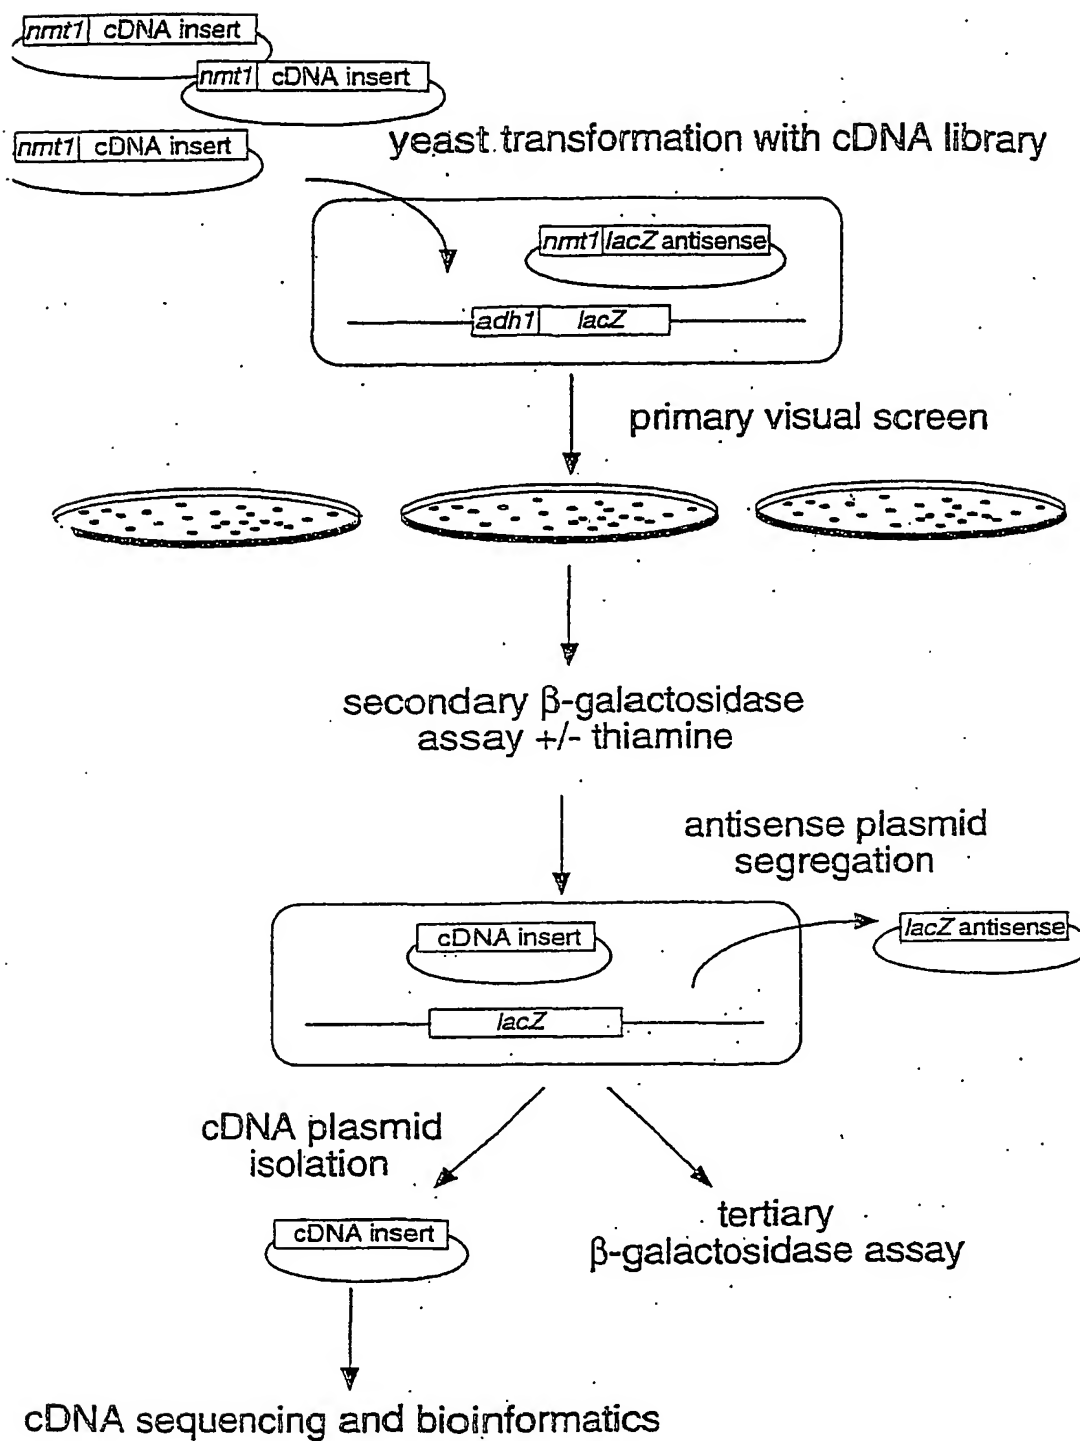 nmt1 cDNA insert
nmt1 cDNA insert
nmt1 cDNA insert
yeast transformation with cDNA library
nmt1 lacZ antisense
adh1 lacZ
primary visual screen
secondary β-galactosidase
assay +/- thiamine
antisense plasmid
segregation
cDNA insert
lacZ antisense
lacZ
cDNA plasmid
isolation
cDNA insert
tertiary
β-galactosidase assay
cDNA sequencing and bioinformatics